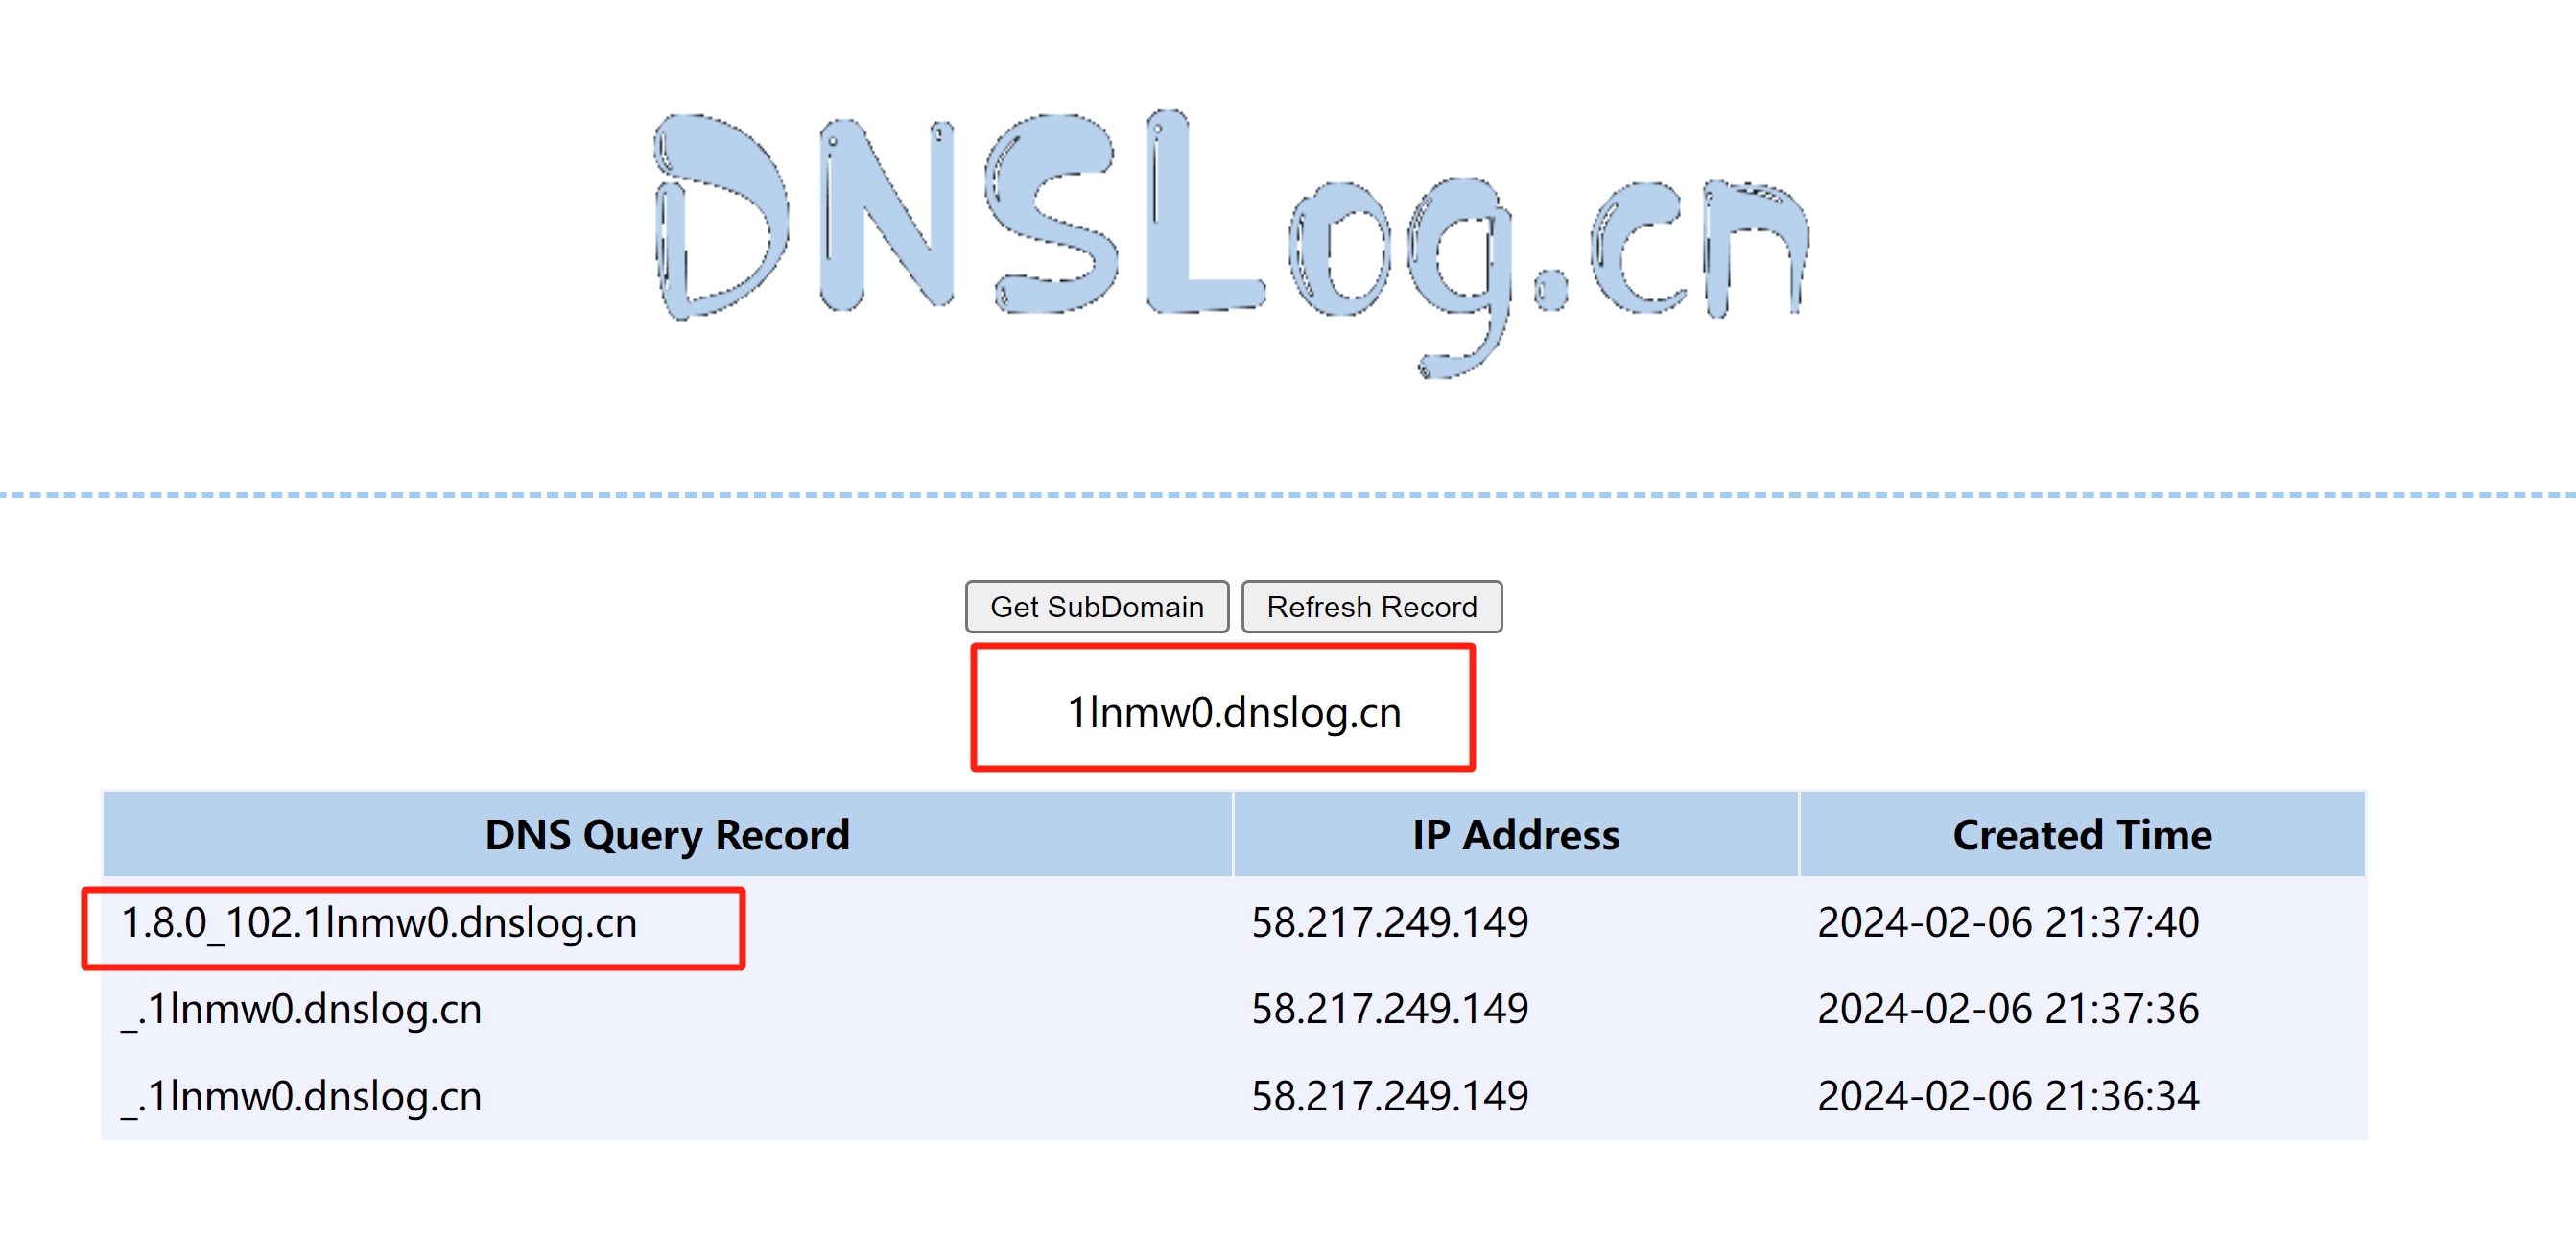 DNSLog.cn
Get SubDomain Refresh Record
1lnmw0.dnslog.cn
DNS Query Record IP Address Created Time
1.8.0_102.1lnmw0.dnslog.cn 58.217.249.149 2024-02-06 21:37:40
_.1lnmw0.dnslog.cn 58.217.249.149 2024-02-06 21:37:36
_.1lnmw0.dnslog.cn 58.217.249.149 2024-02-06 21:36:34